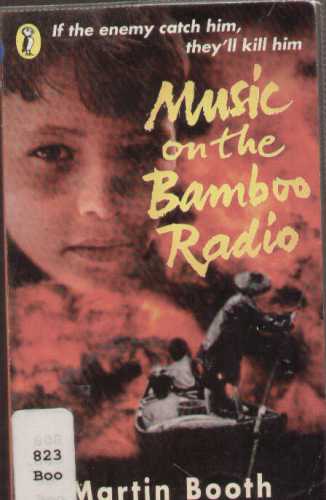 If the enemy catch him,
they'll kill him
Music
on the
Bamboo
Radio
823
Boo
Martin Booth